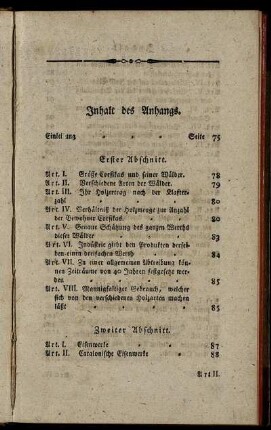 Inhalt des Anhangs.
Einleitung Seite 75
Erster Abschnitt.
Art. I. Größe Corsikas und seiner Wälder. 78
Art. II. Verschiedene Arten der Wälder. 79
Art. III. Ihr Holzertrag nach der Klafter-
zahl 80
Art. IV. Verhältniß der Holzmenge zur Anzahl
der Bewohner Corsikas. 80
Art. V. Genaue Schätzung des ganzen Werths
dieser Wälder 83
Art. VI. Industrie giebt den Produkten dersel-
ben einen dreifachen Werth 84
Art. VII. Zu einer allgemeinen Abtreibung kön-
nen Zeiträume von 40 Jahren festgesetzt wer-
den 85
Art. VIII. Mannigfaltiger Gebrauch, welcher
sich von den verschiedenen Holzarten machen
läßt 85
Zweiter Abschnitt.
Art. I. Eisenwerke 87
Art. II. Catalonische Eisenwerke 88
Art II.